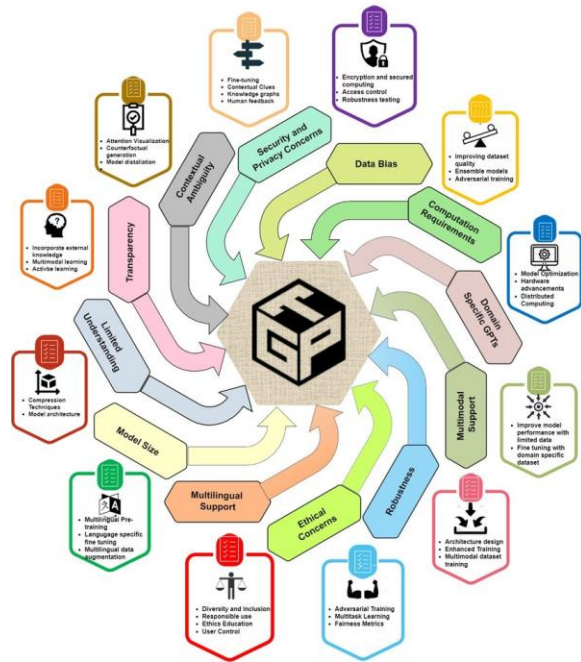 Fine-tuning
Contextual Clues
Knowledge graphs
Human feedback
Encryption and secured
computing
Access control
Robustness testing
Attention Visualization
Counterfactual
generation
Model distallation
Improving dataset
quality
Ensemble models
Adversarial training
Incorporate external
knowledge
Multimodal learning
Activbe learning
Model Optimization
Hardware
advancements
Distributed
Computing
Compression
Techniques
Model architecture
Improve model
performance with
limited data
Fine tuning with
domain specific
dataset
Multilingual Pre-
training
Langugage specific
fine tuning
Multilingual data
augmentation
Architecture design
Enhanced Training
Multimodal dataset
training
Diversity and Inclusion
Responsible use
Ethics Education
User Control
Adversarial Training
Multitask Learning
Fairness Metrics
Contextual
Ambiguity
Security and
Privacy Concerns
Data Bias
Computation
Requirements
Domain
Specific GPTs
Multimodal
Support
Robustness
Ethical
Concerns
Multilingual
Support
Model Size
Limited
Understanding
Transparency
GPT